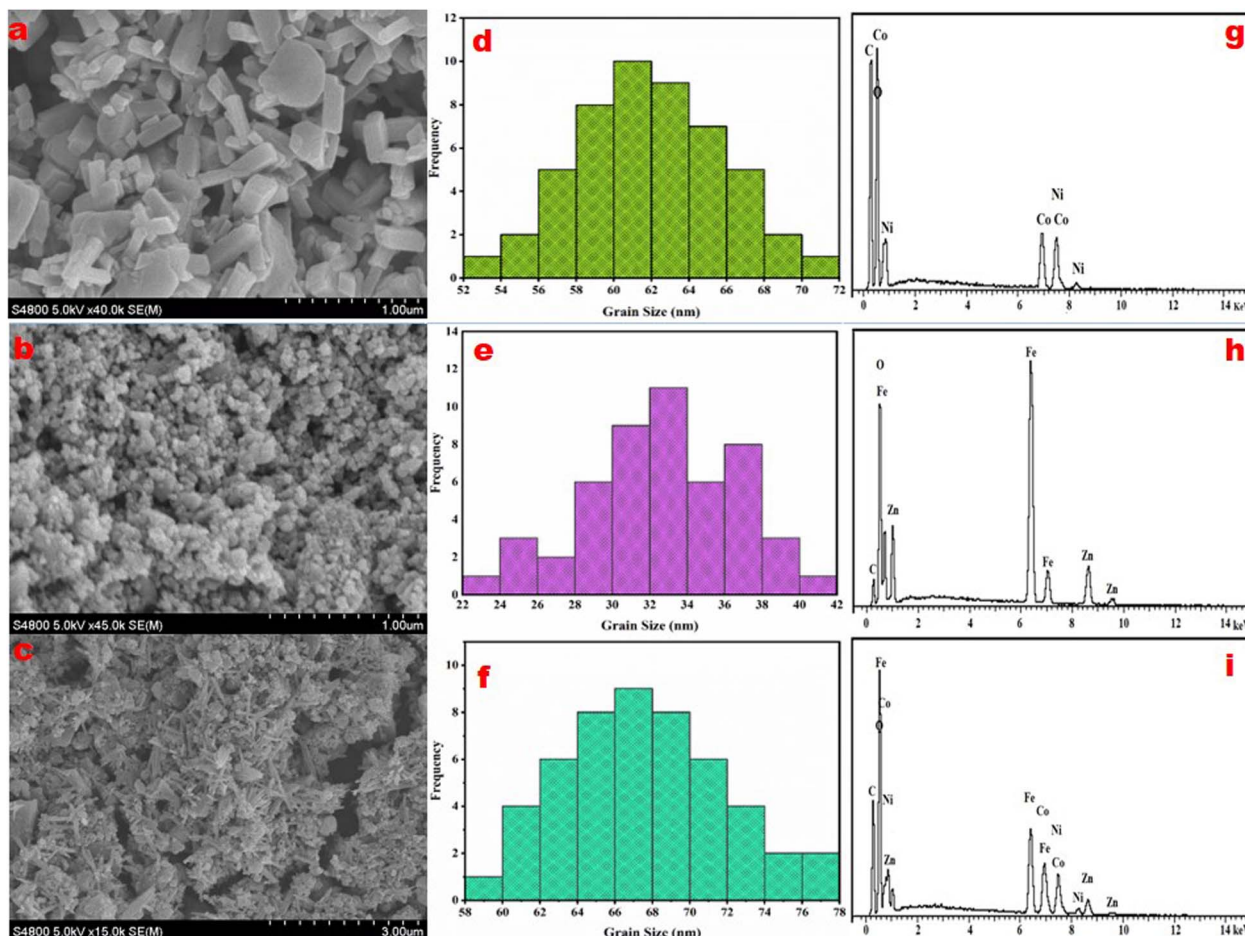 a
S4800 5.0kV x40.0k SE(M) 1.00um
d
Frequency
12
10
8
6
4
2
0
52 54 56 58 60 62 64 66 68 70 72
Grain Size (nm)
g
Co
C
O
Ni
Ni
Co Co
Ni
0 2 4 6 8 10 12 14 KeV
b
S4800 5.0kV x45.0k SE(M) 1.00um
e
Frequency
14
12
10
8
6
4
2
0
22 24 26 28 30 32 34 36 38 40 42
Grain Size (nm)
h
Fe
O
Fe
Zn
C
Fe
Zn
Zn
0 2 4 6 8 10 12 14 keV
c
S4800 5.0kV x15.0k SE(M) 3.00um
f
Frequency
10
8
6
4
2
0
58 60 62 64 66 68 70 72 74 76 78
Grain Size (nm)
i
Fe
Co
O
C
Ni
Zn
Fe
Co
Fe
Ni
Co
Zn
Ni
Zn
0 2 4 6 8 10 12 14 keV